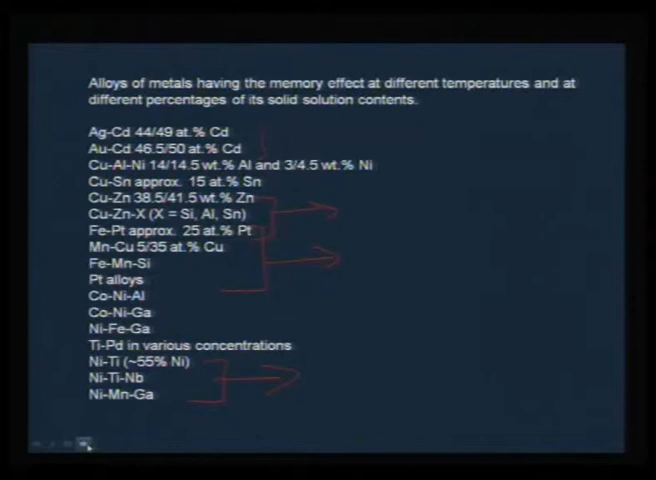 Alloys of metals having the memory effect at different temperatures and at
different percentages of its solid solution contents.
Ag-Cd 44/49 at.% Cd
Au-Cd 46.5/50 at.% Cd
Cu-Al-Ni 14/14.5 wt.% Al and 3/4.5 wt.% Ni
Cu-Sn approx. 15 at.% Sn
Cu-Zn 38.5/41.5 wt.% Zn
Cu-Zn-X (X = Si, Al, Sn)
Fe-Pt approx. 25 at.% Pt
Mn-Cu 5/35 at.% Cu
Fe-Mn-Si
Pt alloys
Co-Ni-Al
Co-Ni-Ga
Ni-Fe-Ga
Ti-Pd in various concentrations
Ni-Ti (~55% Ni)
Ni-Ti-Nb
Ni-Mn-Ga